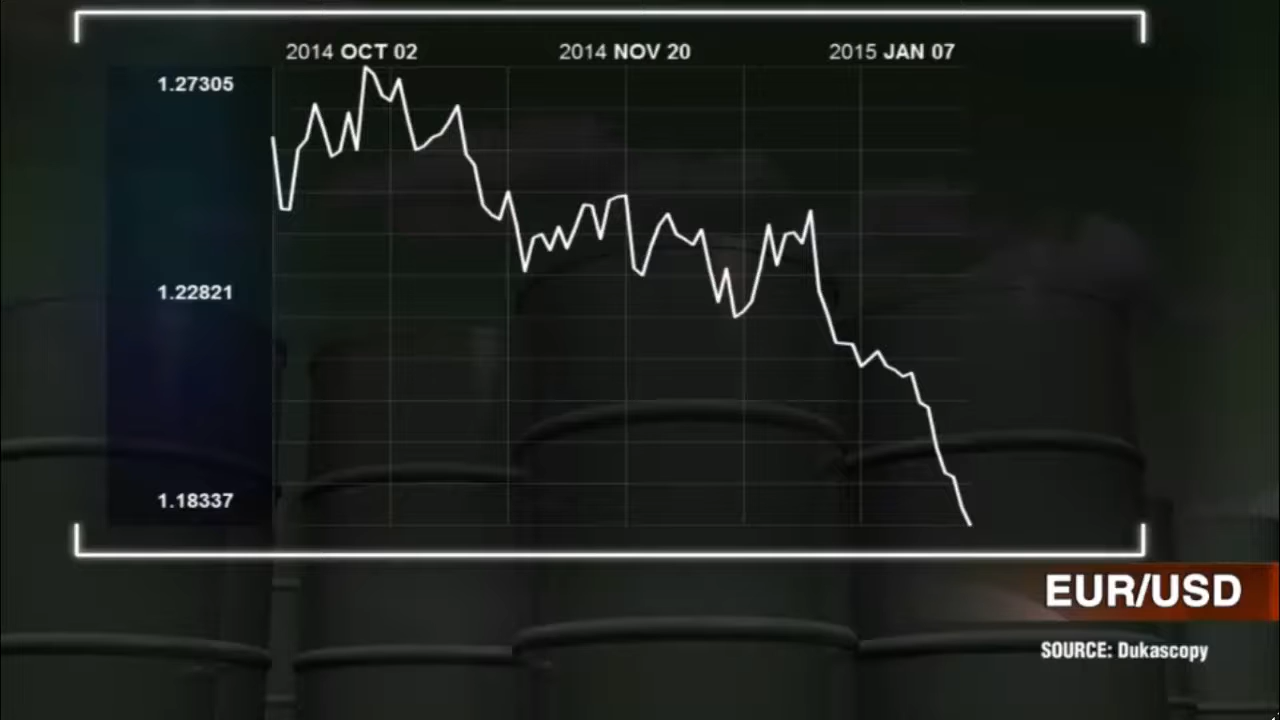 2014 OCT 02
2014 NOV 20
2015 JAN 07
1.27305
1.22821
1.18337
EUR/USD
SOURCE: Dukascopy